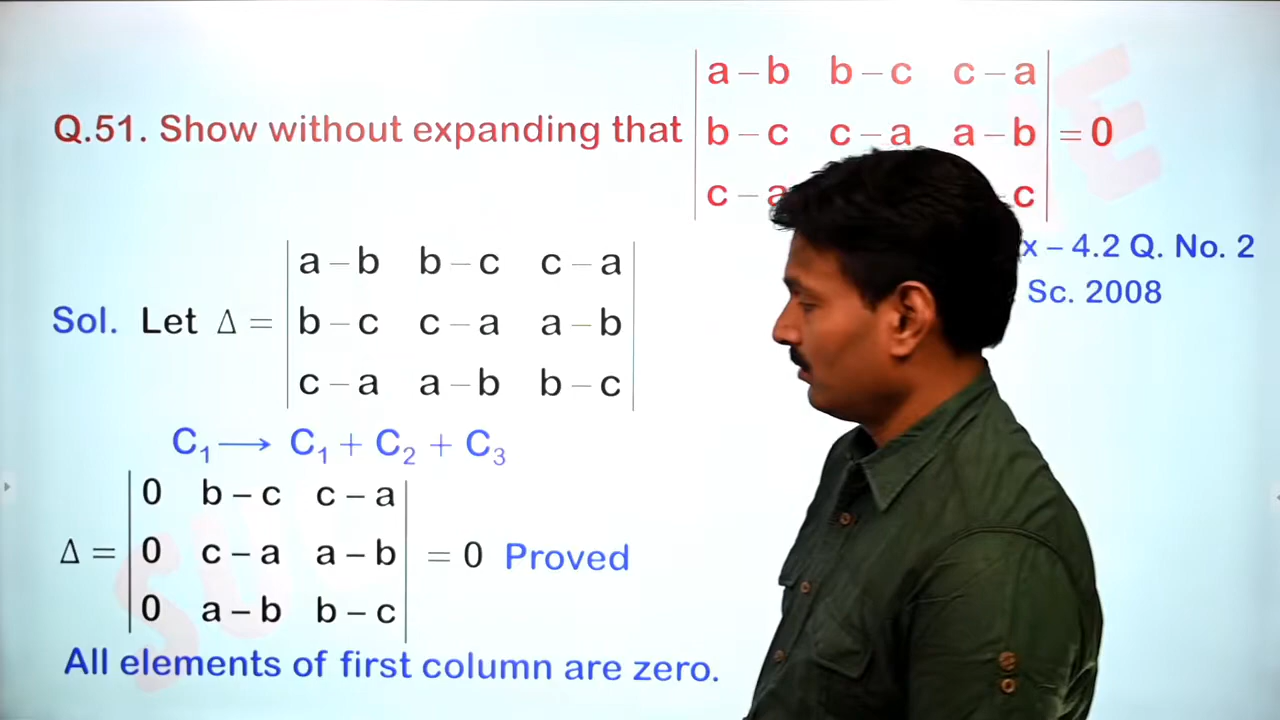 a – b b – c c – a
Q.51. Show without expanding that b – c c – a a – b = 0
c – a c
x – 4.2 Q. No. 2
Sc. 2008
a – b b – c c – a
Sol. Let Δ = b – c c – a a – b
c – a a – b b – c
C₁ ⟶ C₁ + C₂ + C₃
0 b – c c – a
Δ = 0 c – a a – b = 0 Proved
0 a – b b – c
All elements of first column are zero.